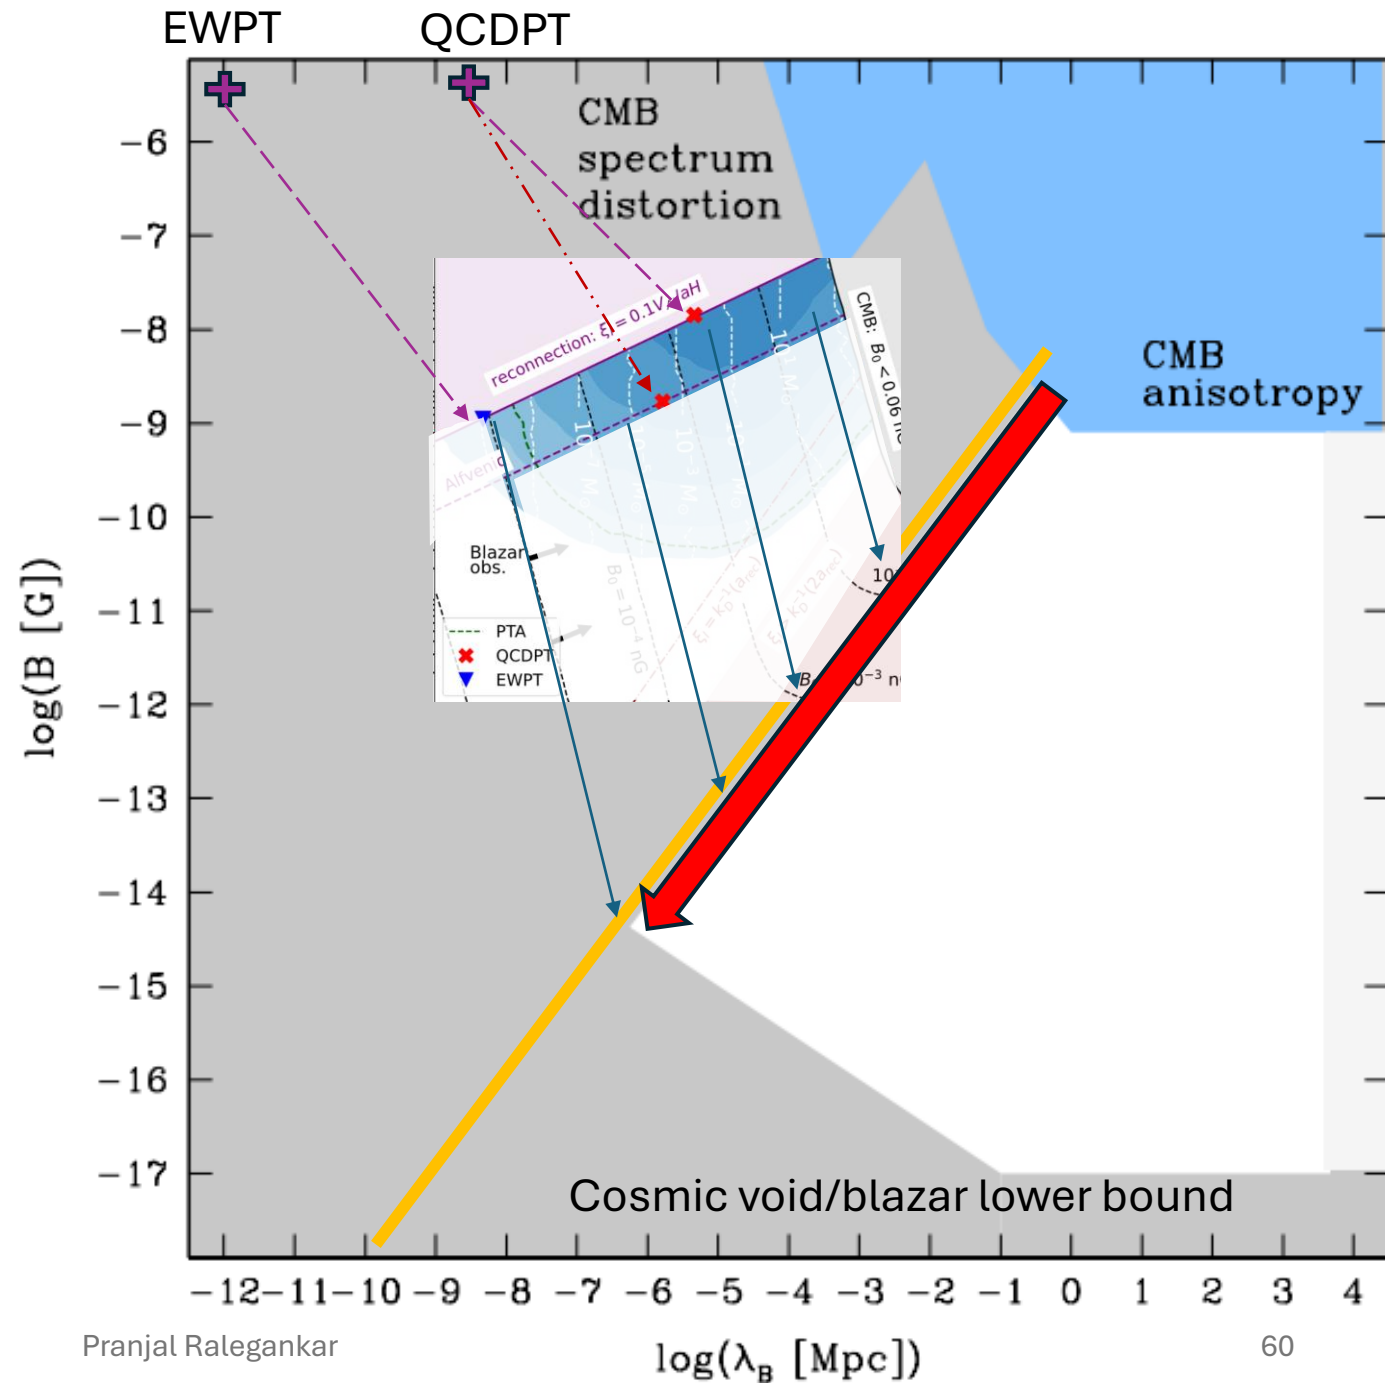 EWPT
QCDPT
CMB
spectrum
distortion
CMB
anisotropy
reconnection: ξ = 0.1V /aH
CMB: B₀ < 0.06
Alfvenic
Blazar
obs.
B₀ = 10⁻⁴ nG
PTA
QCDPT
EWPT
Cosmic void/blazar lower bound
log(B [G])
−6
−7
−8
−9
−10
−11
−12
−13
−14
−15
−16
−17
−12 −11 −10 −9 −8 −7 −6 −5 −4 −3 −2 −1 0 1 2 3 4
log(λ_B [Mpc])
Pranjal Ralegankar
60